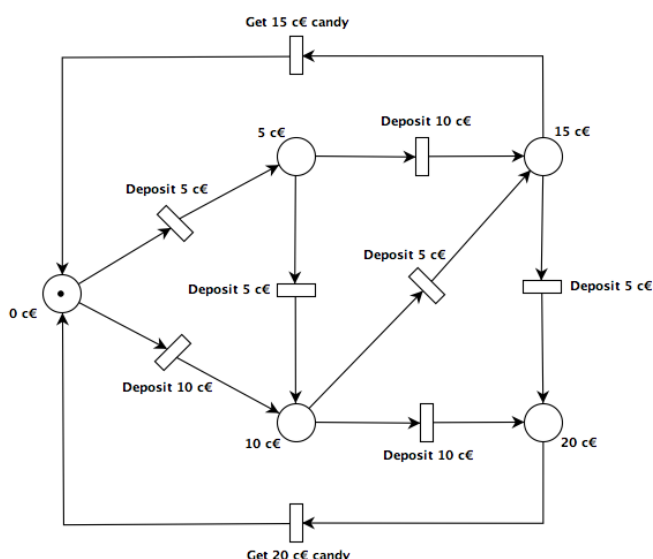 Get 15 c€ candy
Deposit 10 c€
5 c€
15 c€
Deposit 5 c€
Deposit 5 c€
Deposit 5 c€
Deposit 5 c€
0 c€
Deposit 10 c€
10 c€
20 c€
Deposit 10 c€
Get 20 c€ candy